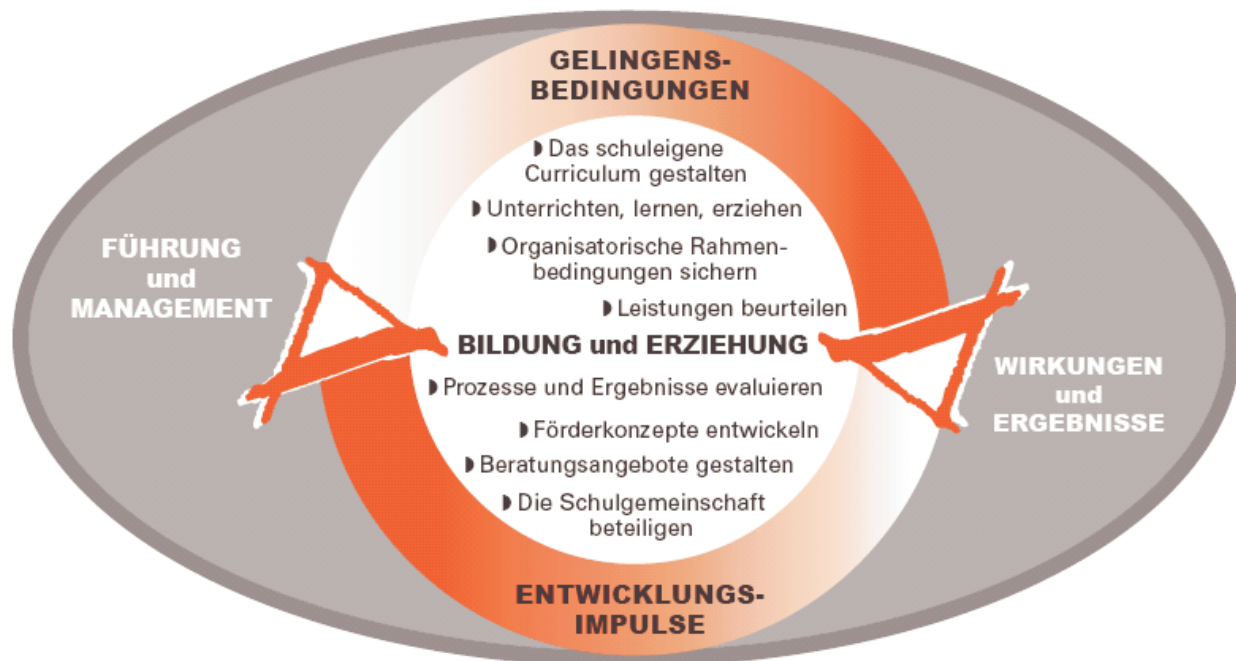 GELINGENS-
BEDINGUNGEN
◗ Das schuleigene
Curriculum gestalten
◗ Unterrichten, lernen, erziehen
◗ Organisatorische Rahmen-
bedingungen sichern
◗ Leistungen beurteilen
FÜHRUNG
und
MANAGEMENT
BILDUNG und ERZIEHUNG
WIRKUNGEN
und
ERGEBNISSE
◗ Prozesse und Ergebnisse evaluieren
◗ Förderkonzepte entwickeln
◗ Beratungsangebote gestalten
◗ Die Schulgemeinschaft
beteiligen
ENTWICKLUNGS-
IMPULSE